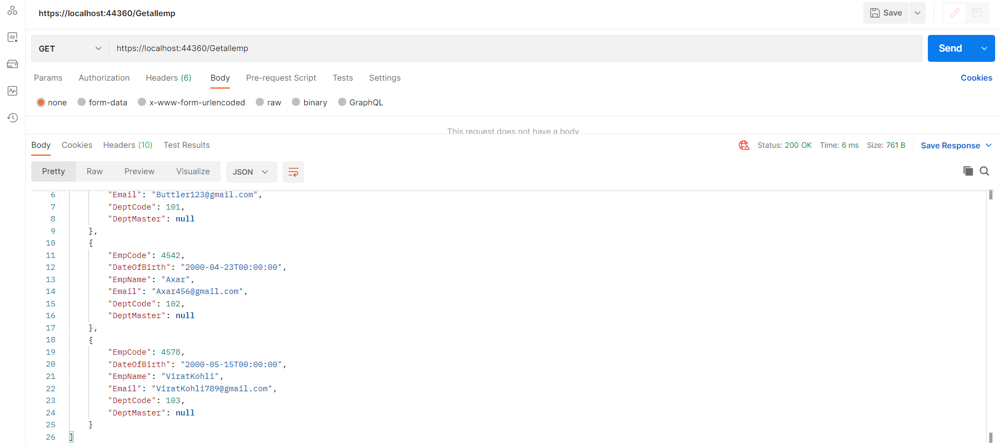 https://localhost:44360/Getallemp
Save
GET https://localhost:44360/Getallemp Send
Params Authorization Headers (6) Body Pre-request Script Tests Settings Cookies
none form-data x-www-form-urlencoded raw binary GraphQL
This request does not have a body
Body Cookies Headers (10) Test Results Status: 200 OK Time: 6 ms Size: 761 B Save Response
Pretty Raw Preview Visualize JSON
6 "Email": "Buttler123@gmail.com",
7 "DeptCode": 101,
8 "DeptMaster": null
9 },
10 {
11 "EmpCode": 4542,
12 "DateOfBirth": "2000-04-23T00:00:00",
13 "EmpName": "Axar",
14 "Email": "Axar456@gmail.com",
15 "DeptCode": 102,
16 "DeptMaster": null
17 },
18 {
19 "EmpCode": 4578,
20 "DateOfBirth": "2000-05-15T00:00:00",
21 "EmpName": "ViratKohli",
22 "Email": "ViratKohli789@gmail.com",
23 "DeptCode": 103,
24 "DeptMaster": null
25 }
26 ]